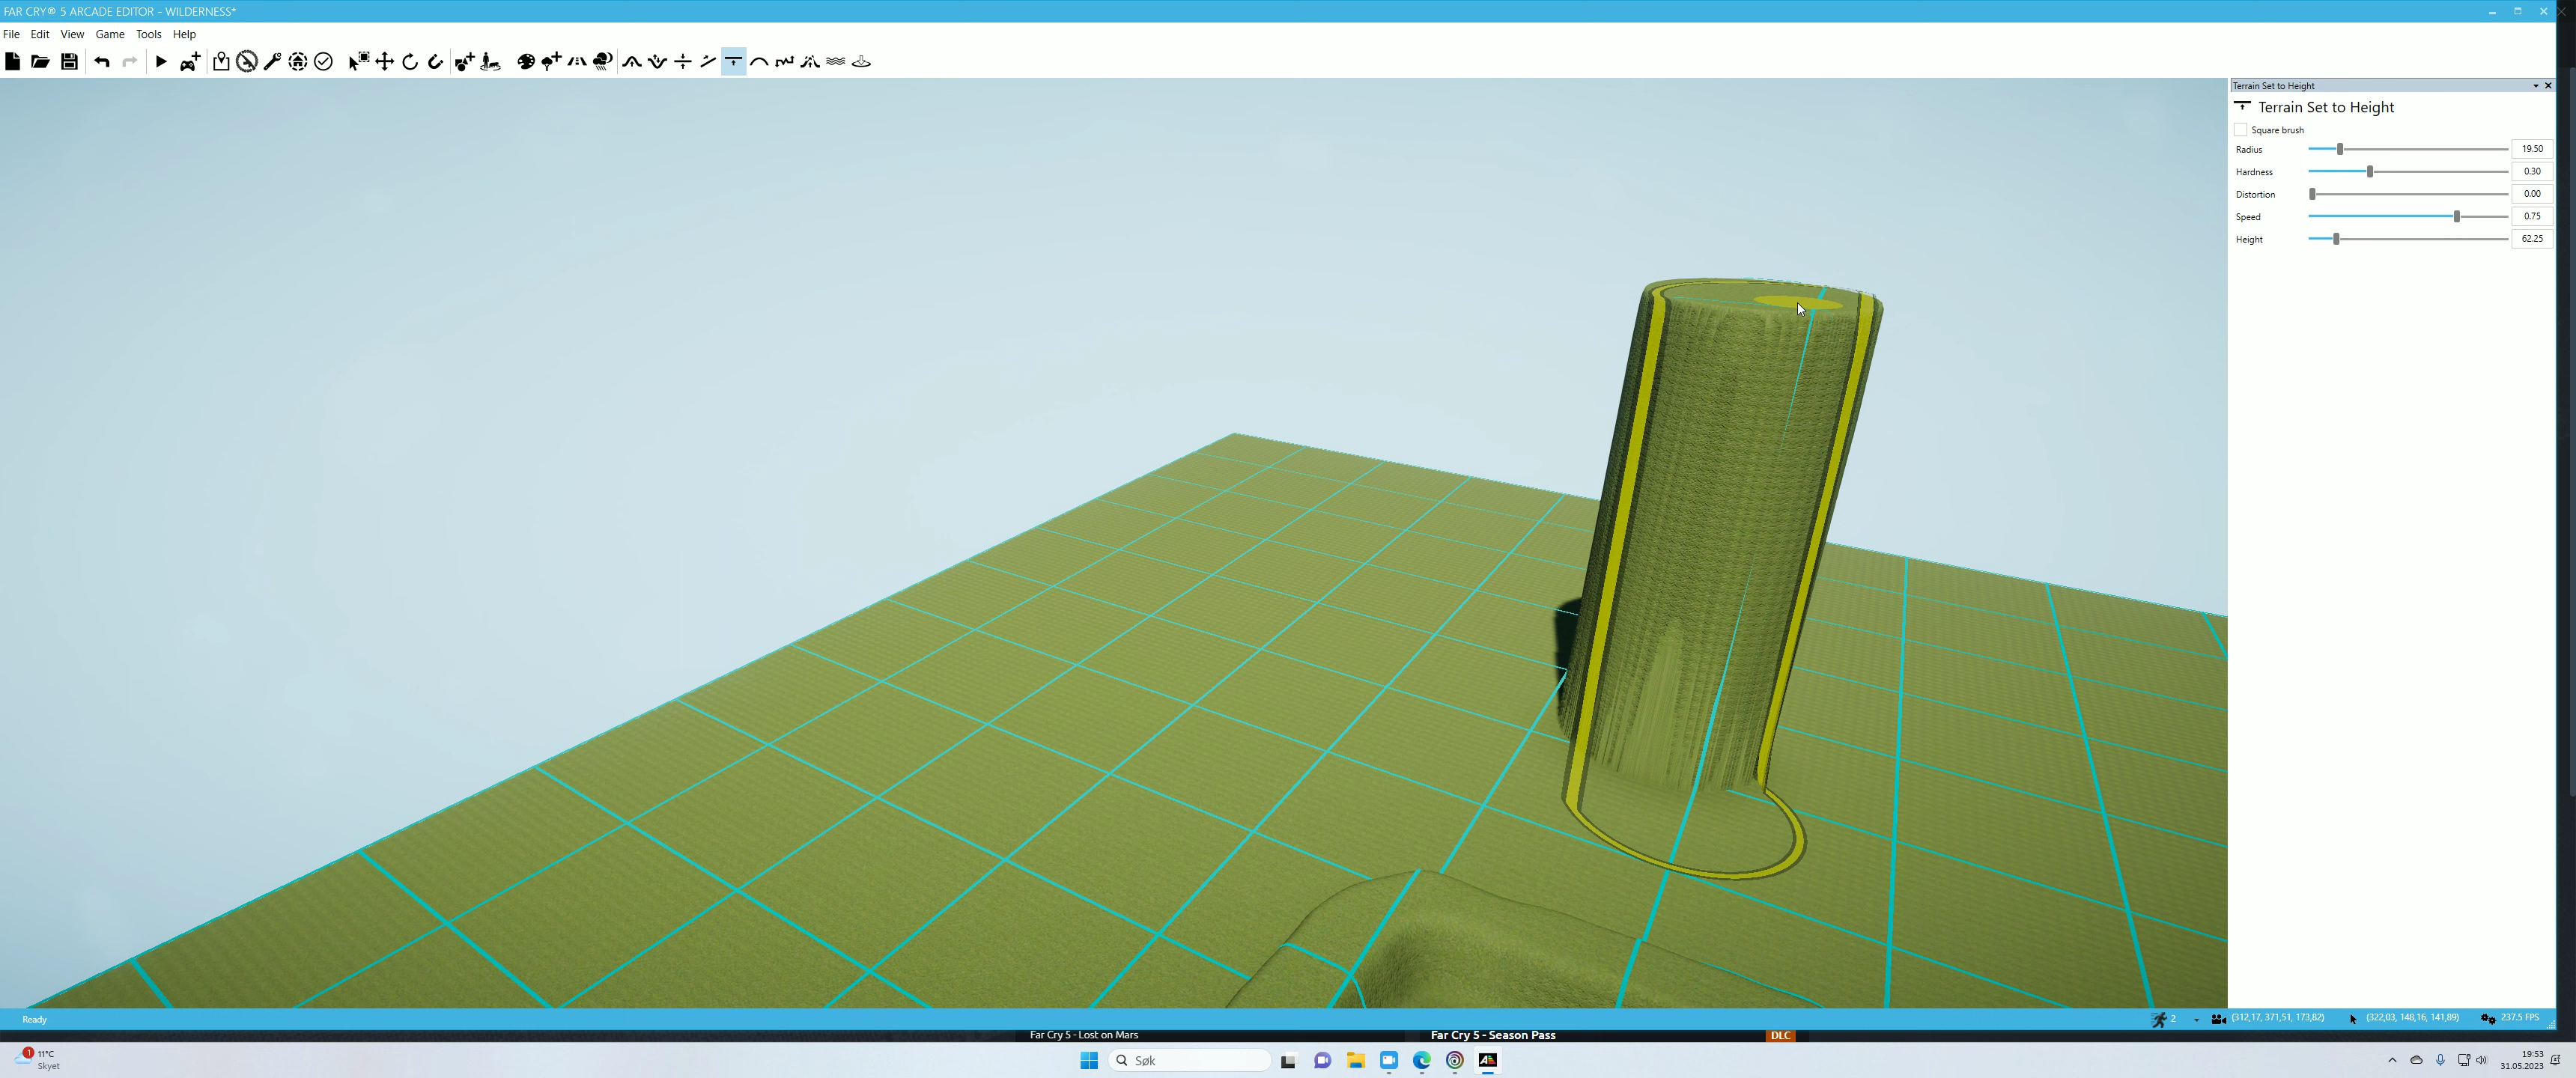 FAR CRY® 5 ARCADE EDITOR - WILDERNESS*
File Edit View Game Tools Help
Terrain Set to Height
Terrain Set to Height
Square brush
Radius 19.50
Hardness 0.30
Distortion 0.00
Speed 0.75
Height 62.25
Ready
2
(312,17, 371,51, 173,82)
(322,03, 148,16, 141,89)
237.5 FPS
Far Cry 5 - Lost on Mars
Far Cry 5 - Season Pass
DLC
1
11°C
Skyet
Søk
19:53
31.05.2023